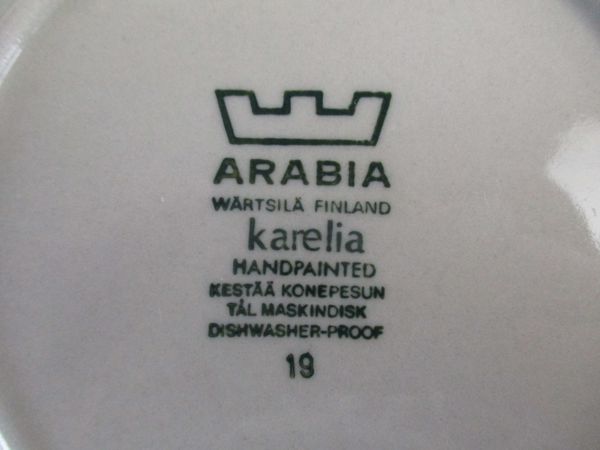 ARABIA
WÄRTSILÄ FINLAND
karelia
HANDPAINTED
KESTÄÄ KONEPESUN
TÅL MASKINDISK
DISHWASHER-PROOF
19